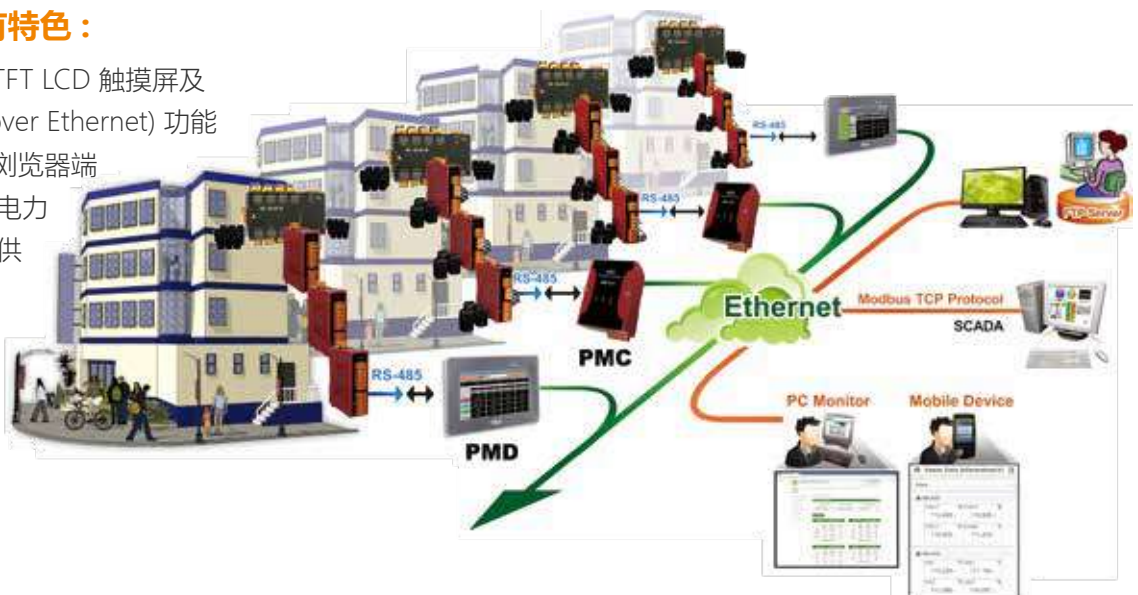 有特色：
TFT LCD 触摸屏及
over Ethernet) 功能
浏览器端
电力
供
RS-485
RS-485
RS-485
RS-485
PMC
PMD
Ethernet
FTP Server
Modbus TCP Protocol
SCADA
PC Monitor
Mobile Device